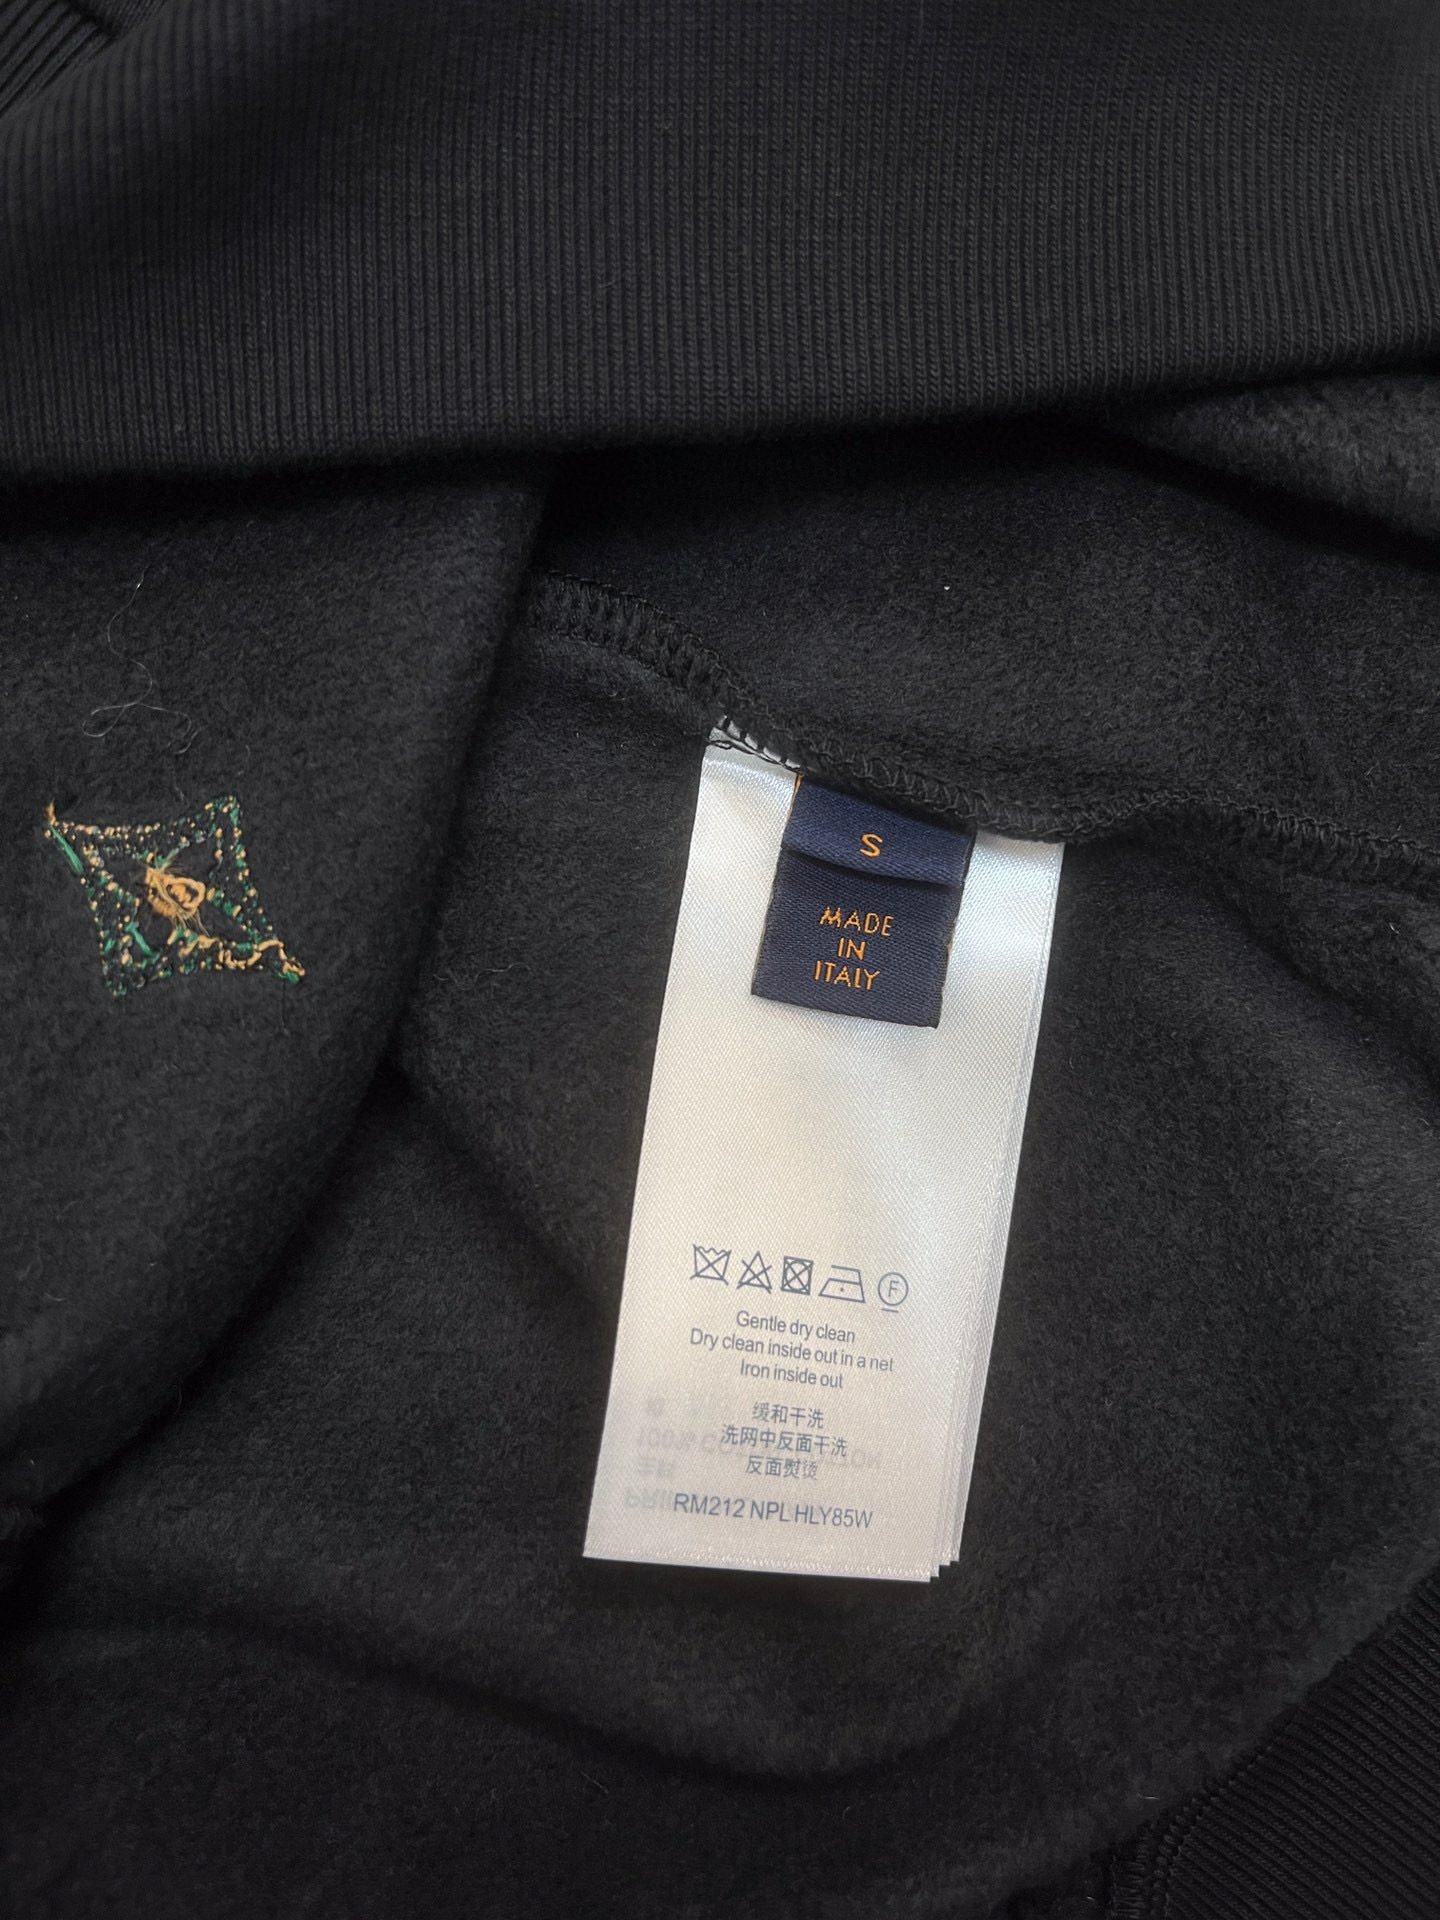 S
MADE
IN
ITALY
F
Gentle dry clean
Dry clean inside out in a net
Iron inside out
缓和干洗
洗网中反面干洗
反面熨烫
RM212 NPL HLY85W